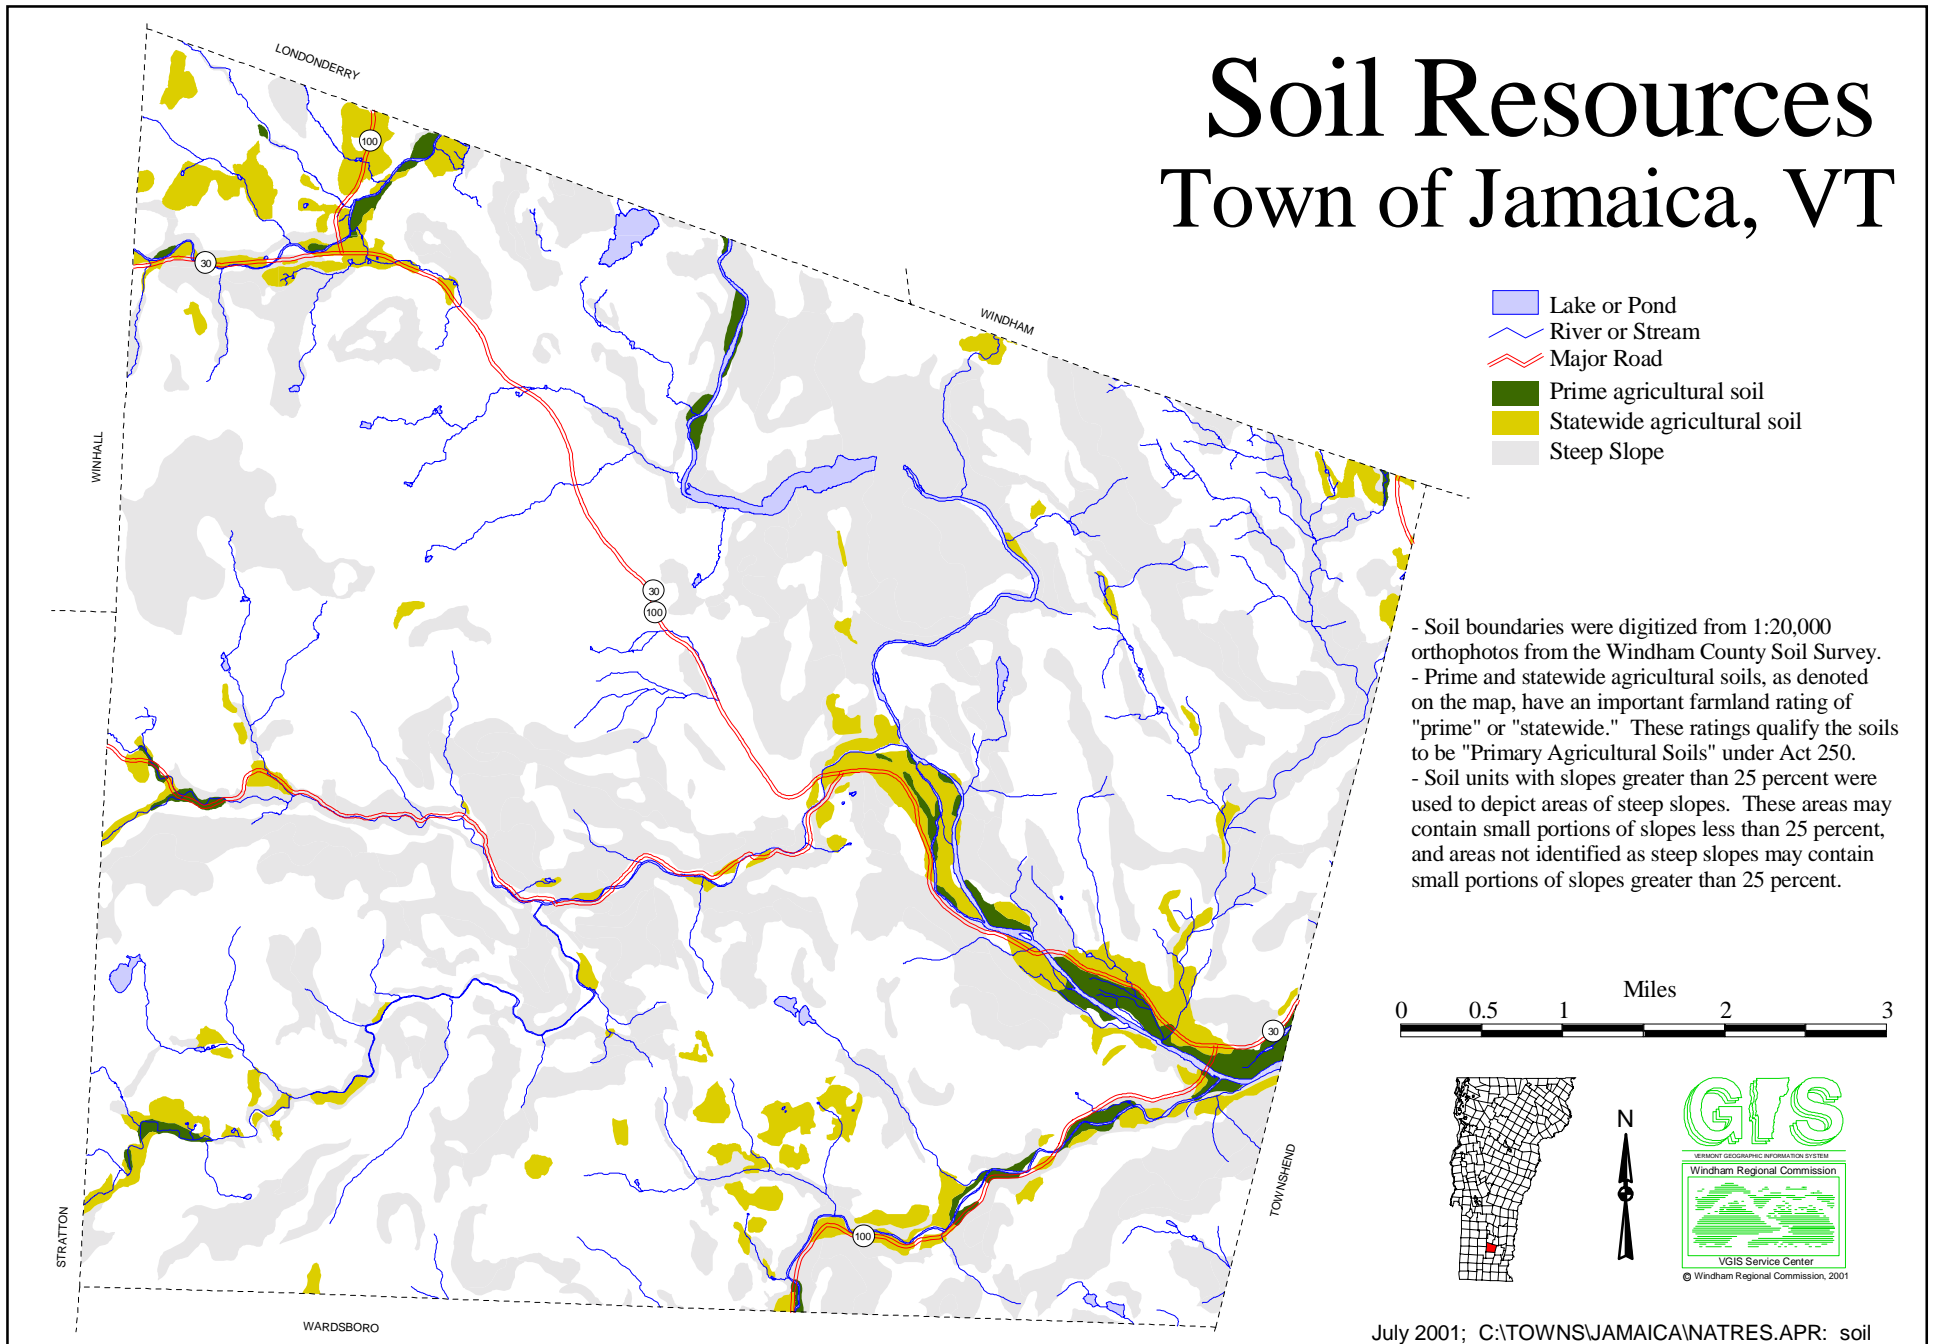 Soil Resources
Town of Jamaica, VT
LONDONDERRY
WINDHAM
WINHALL
STRATTON
WARDSBORO
TOWNSHEND
100
30
30
100
30
100
Lake or Pond
River or Stream
Major Road
Prime agricultural soil
Statewide agricultural soil
Steep Slope
- Soil boundaries were digitized from 1:20,000
orthophotos from the Windham County Soil Survey.
- Prime and statewide agricultural soils, as denoted
on the map, have an important farmland rating of
"prime" or "statewide." These ratings qualify the soils
to be "Primary Agricultural Soils" under Act 250.
- Soil units with slopes greater than 25 percent were
used to depict areas of steep slopes. These areas may
contain small portions of slopes less than 25 percent,
and areas not identified as steep slopes may contain
small portions of slopes greater than 25 percent.
Miles
0 0.5 1 2 3
N
GIS
VERMONT GEOGRAPHIC INFORMATION SYSTEM
Windham Regional Commission
VGIS Service Center
© Windham Regional Commission, 2001
July 2001; C:\TOWNS\JAMAICA\NATRES.APR: soil